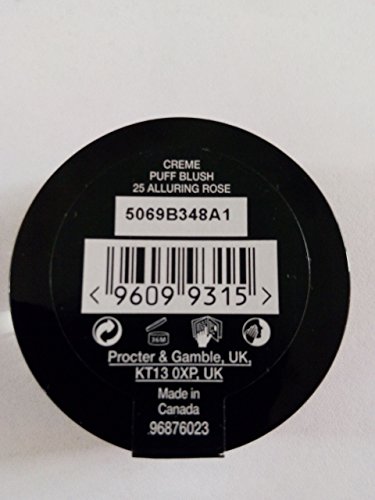 CREME
PUFF BLUSH
25 ALLURING ROSE
5069B348A1
<9609 9315>
36M
Procter & Gamble, UK,
KT13 0XP, UK
Made in
Canada
.96876023